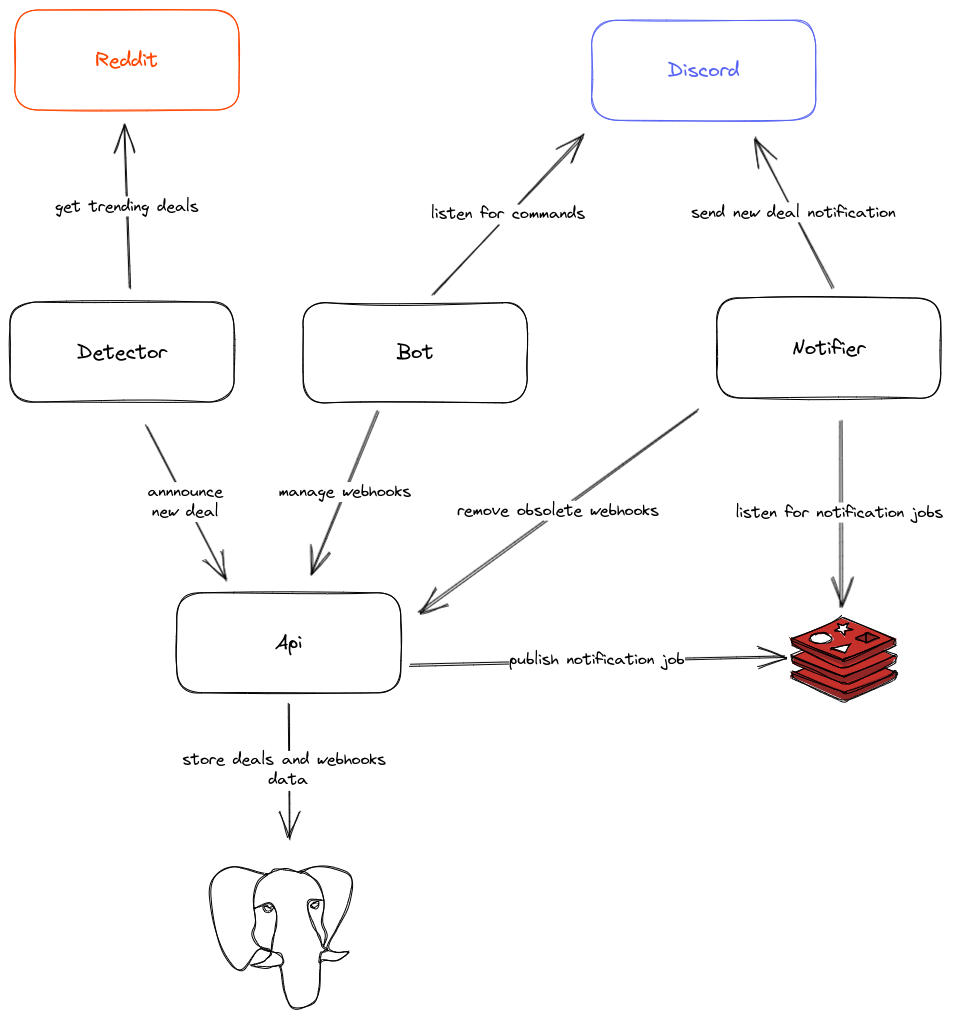 Reddit
Discord
get trending deals
listen for commands
send new deal notification
Detector
Bot
Notifier
annnounce
new deal
manage webhooks
remove obsolete webhooks
listen for notification jobs
Api
publish notification job
store deals and webhooks
data